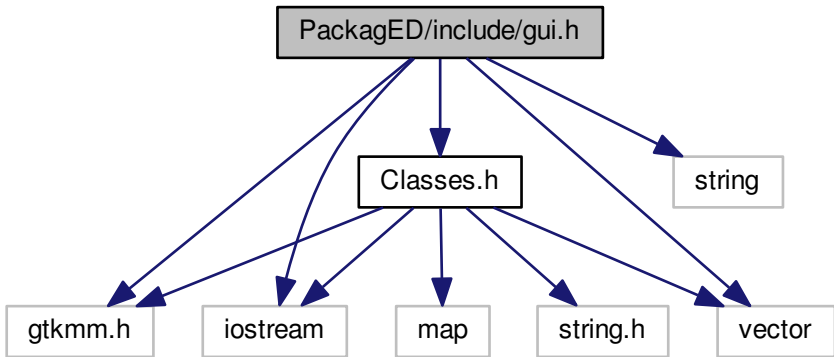 PackagED/include/gui.h
Classes.h
string
gtkmm.h
iostream
map
string.h
vector